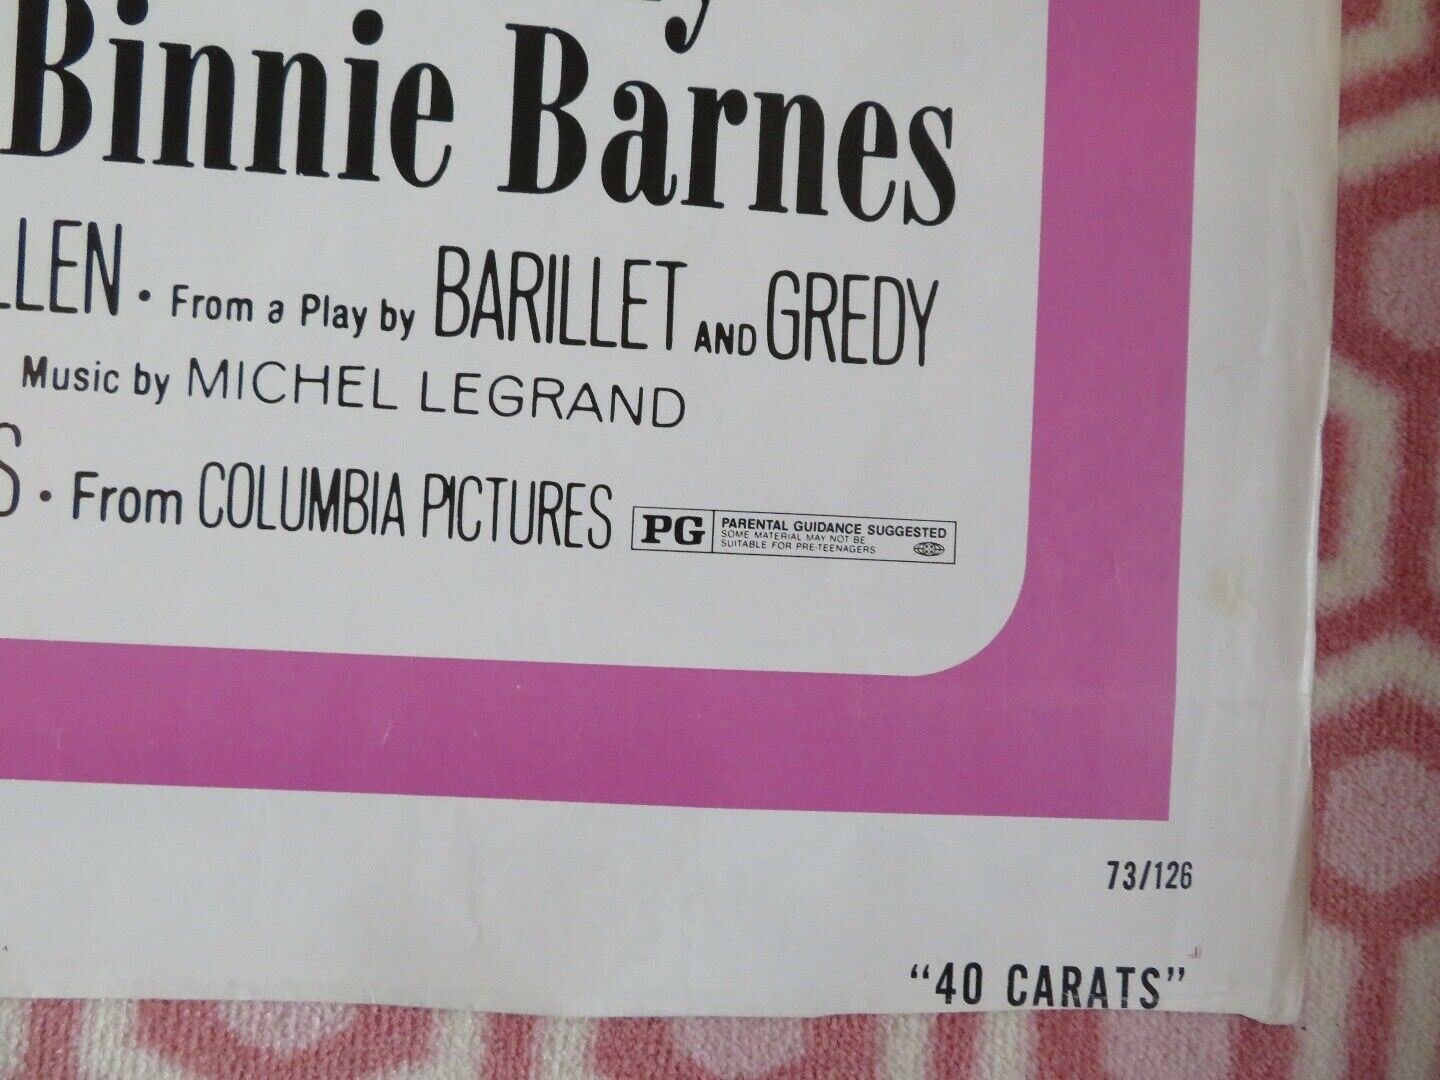 Binnie Barnes
LLEN · From a Play by BARILLET AND GREDY
Music by MICHEL LEGRAND
S · From COLUMBIA PICTURES PG PARENTAL GUIDANCE SUGGESTED
SOME MATERIAL MAY NOT BE
SUITABLE FOR PRE-TEENAGERS
73/126
"40 CARATS"